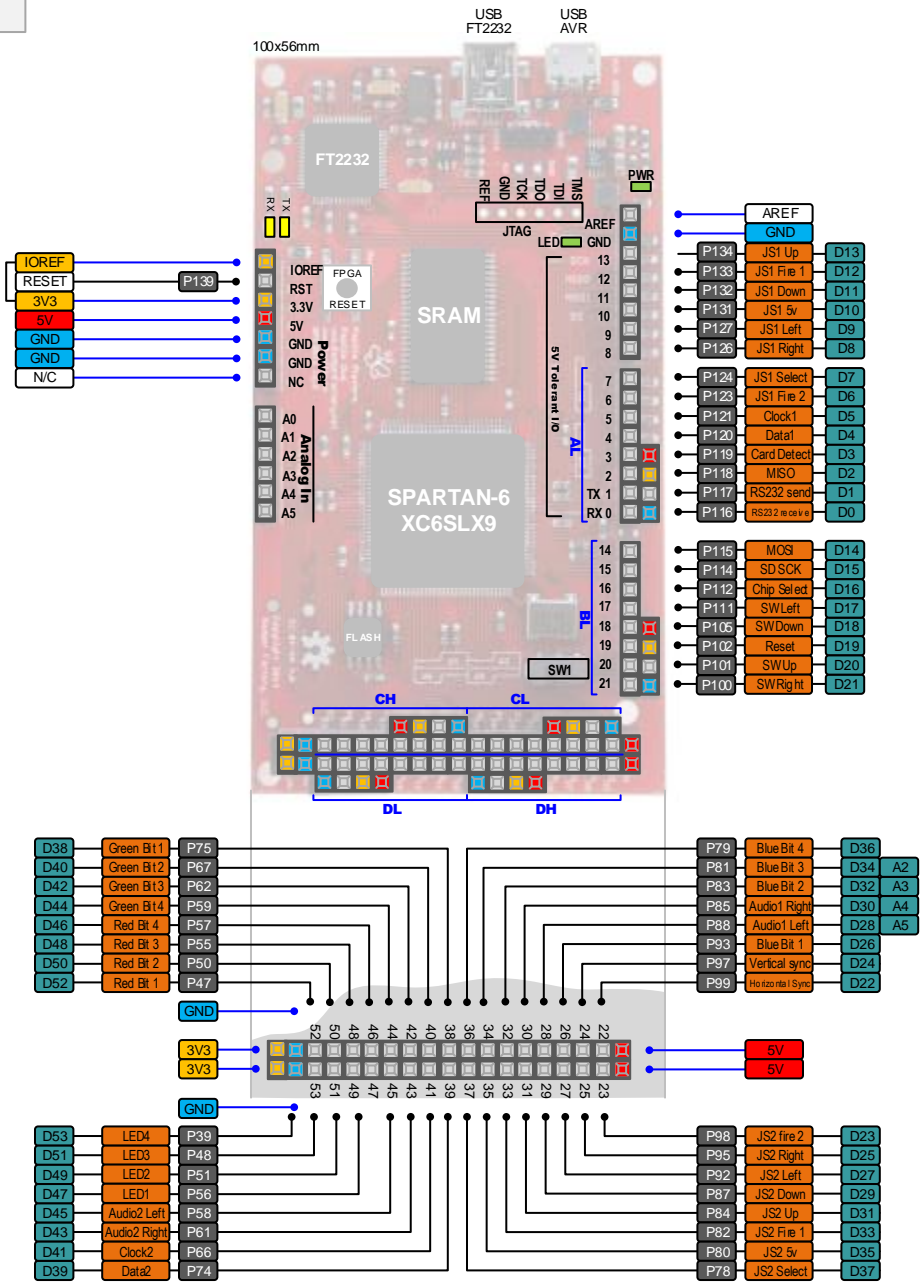 USB
FT2232
USB
AVR
100x56mm
FT2232
RX
TX
REF
GND
TCK
TDO
TDI
TMS
JTAG
PWR
AREF
LED
GND
13
12
11
10
9
8
7
6
5
4
3
2
TX 1
RX 0
5V Tolerant I/O
AL
IOREF
RST
3.3V
5V
GND
GND
NC
Power
FPGA
RESET
SRAM
A0
A1
A2
A3
A4
A5
Analog In
SPARTAN-6
XC6SLX9
FLASH
14
15
16
17
18
19
20
21
BL
SW1
CH
CL
DL
DH
IOREF
RESET P139
3V3
5V
GND
GND
N/C
AREF
GND
P134 JS1 Up D13
P133 JS1 Fire 1 D12
P132 JS1 Down D11
P131 JS1 5v D10
P127 JS1 Left D9
P126 JS1 Right D8
P124 JS1 Select D7
P123 JS1 Fire 2 D6
P121 Clock1 D5
P120 Data1 D4
P119 Card Detect D3
P118 MISO D2
P117 RS232 send D1
P116 RS232 receive D0
P115 MOSI D14
P114 SD SCK D15
P112 Chip Select D16
P111 SW Left D17
P105 SW Down D18
P102 Reset D19
P101 SW Up D20
P100 SW Right D21
D38 Green Bit 1 P75
D40 Green Bit 2 P67
D42 Green Bit 3 P62
D44 Green Bit 4 P59
D46 Red Bit 4 P57
D48 Red Bit 3 P55
D50 Red Bit 2 P50
D52 Red Bit 1 P47
P79 Blue Bit 4 D36
P81 Blue Bit 3 D34 A2
P83 Blue Bit 2 D32 A3
P85 Audio1 Right D30 A4
P88 Audio1 Left D28 A5
P93 Blue Bit 1 D26
P97 Vertical sync D24
P99 Horizontal Sync D22
GND
52 50 48 46 44 42 40 38 36 34 32 30 28 26 24 22
3V3
3V3
5V
5V
53 51 49 47 45 43 41 39 37 35 33 31 29 27 25 23
GND
D53 LED4 P39
D51 LED3 P48
D49 LED2 P51
D47 LED1 P56
D45 Audio2 Left P58
D43 Audio2 Right P61
D41 Clock2 P66
D39 Data2 P74
P98 JS2 fire 2 D23
P95 JS2 Right D25
P92 JS2 Left D27
P87 JS2 Down D29
P84 JS2 Up D31
P82 JS2 Fire 1 D33
P80 JS2 5v D35
P78 JS2 Select D37